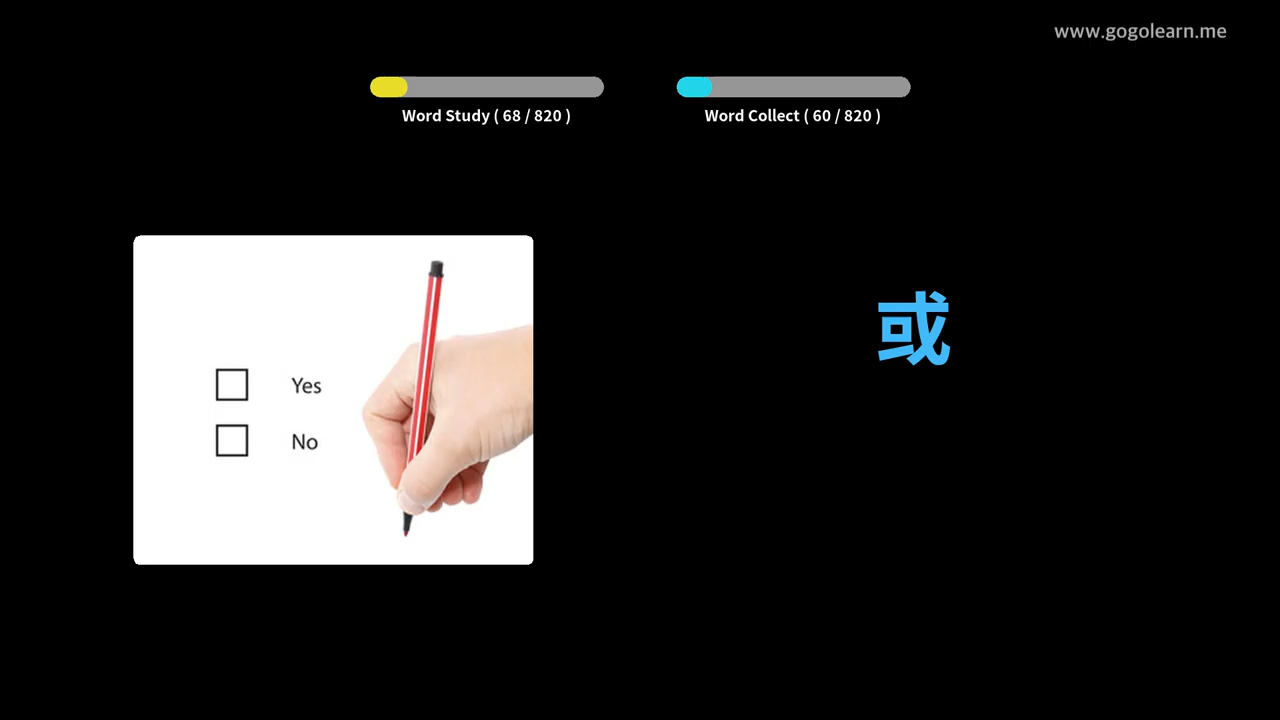 www.gogolearn.me
Word Study ( 68 / 820 )
Word Collect ( 60 / 820 )
或
Yes
No